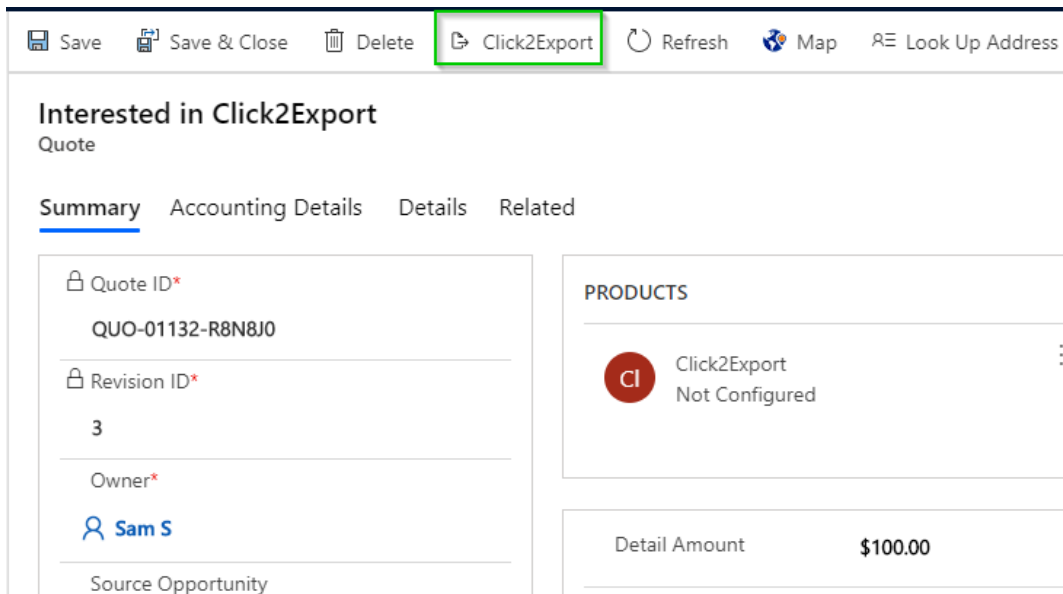 Save Save & Close Delete Click2Export Refresh Map Look Up Address
Interested in Click2Export
Quote
Summary Accounting Details Details Related
Quote ID*
QUO-01132-R8N8J0
Revision ID*
3
Owner*
Sam S
Source Opportunity
PRODUCTS
Cl
Click2Export
Not Configured
Detail Amount $100.00